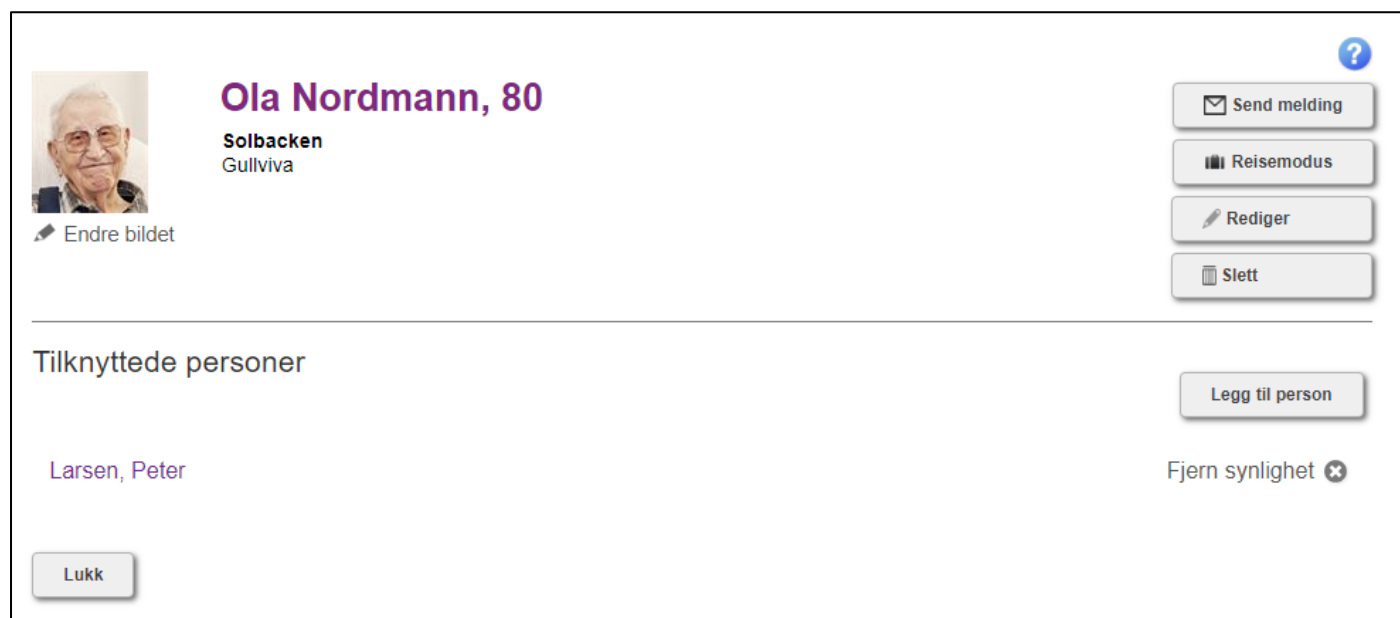 ?
Ola Nordmann, 80
Solbacken
Gullviva
Endre bildet
Send melding
Reisemodus
Rediger
Slett
Tilknyttede personer
Legg til person
Larsen, Peter
Fjern synlighet
Lukk